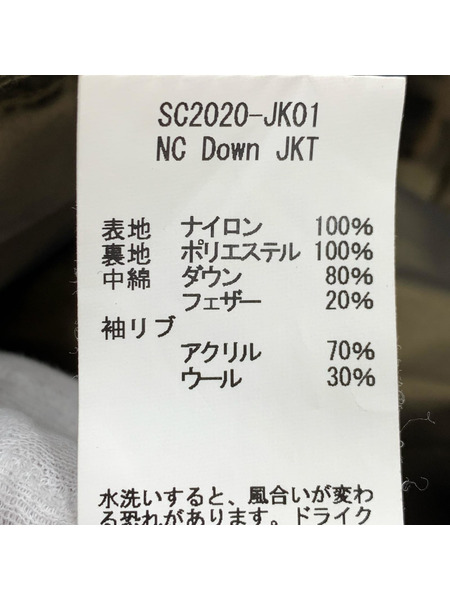 SC2020-JK01
NC Down JKT
表地 ナイロン 100%
裏地 ポリエステル 100%
中綿 ダウン 80%
フェザー 20%
袖リブ
アクリル 70%
ウール 30%
水洗いすると、風合いが変わ
る恐れがあります。ドライク